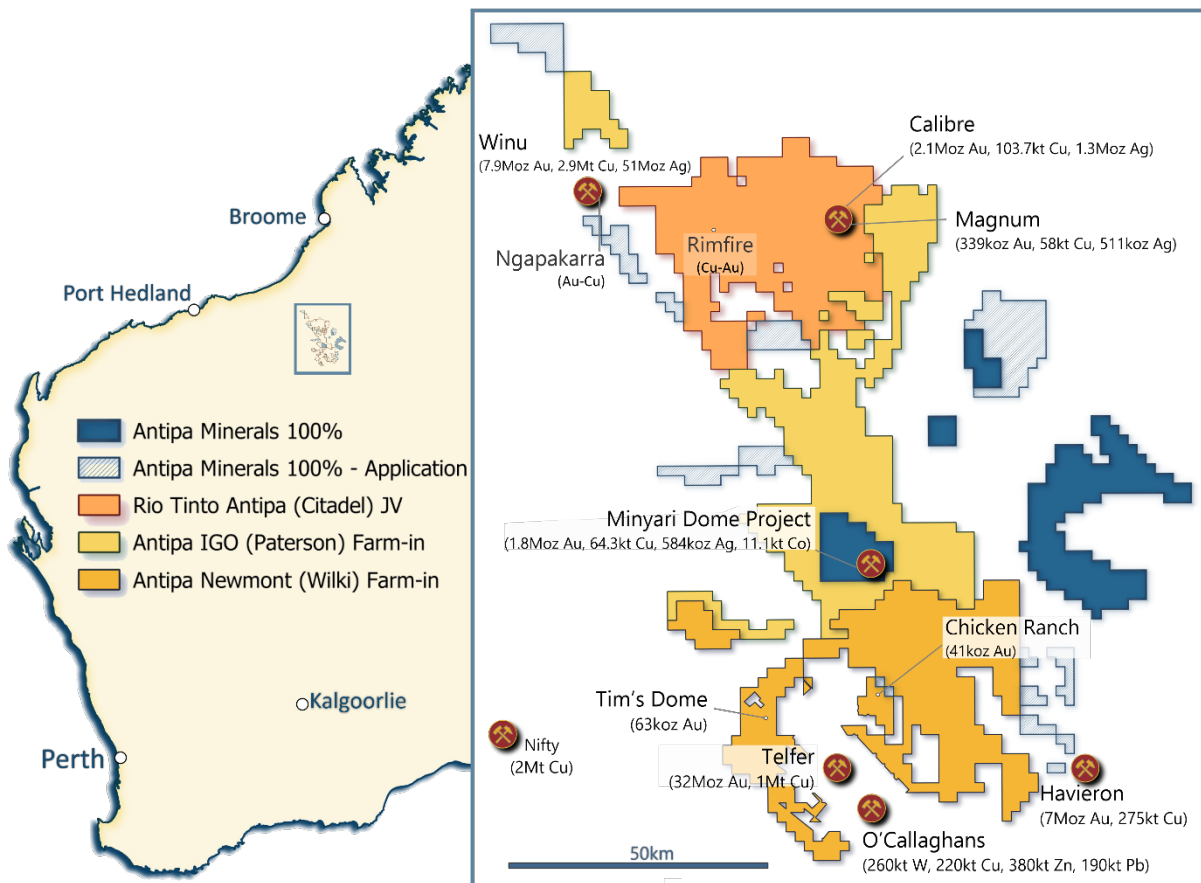 Broome
Port Hedland
Antipa Minerals 100%
Antipa Minerals 100% - Application
Rio Tinto Antipa (Citadel) JV
Antipa IGO (Paterson) Farm-in
Antipa Newmont (Wilki) Farm-in
Kalgoorlie
Perth
Winu
(7.9Moz Au, 2.9Mt Cu, 51Moz Ag)
Calibre
(2.1Moz Au, 103.7kt Cu, 1.3Moz Ag)
Magnum
(339koz Au, 58kt Cu, 511koz Ag)
Ngapakarra
(Au-Cu)
Rimfire
(Cu-Au)
Minyari Dome Project
(1.8Moz Au, 64.3kt Cu, 584koz Ag, 11.1kt Co)
Chicken Ranch
(41koz Au)
Tim's Dome
(63koz Au)
Nifty
(2Mt Cu)
Telfer
(32Moz Au, 1Mt Cu)
Havieron
(7Moz Au, 275kt Cu)
O'Callaghans
(260kt W, 220kt Cu, 380kt Zn, 190kt Pb)
50km